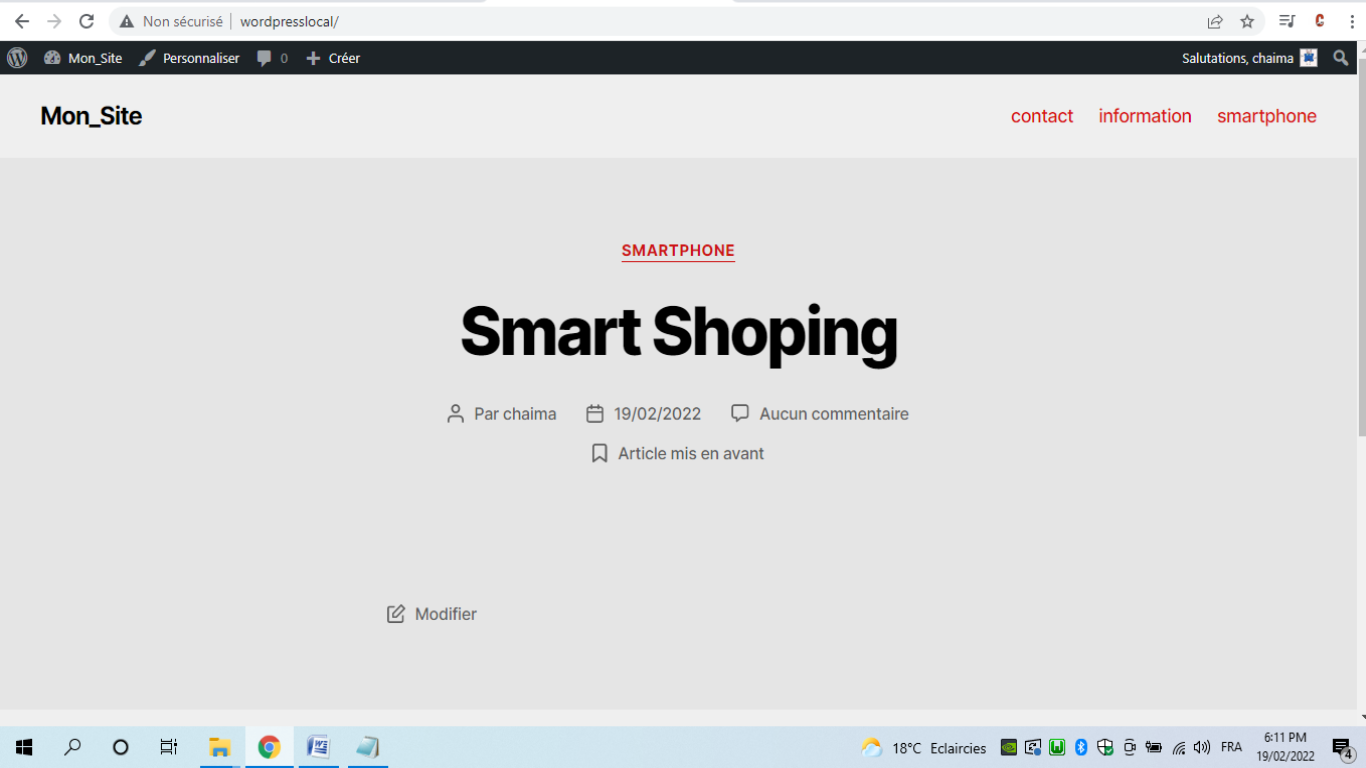 Non sécurisé wordpresslocal/
Mon_Site Personnaliser 0 Créer Salutations, chaima
Mon_Site contact information smartphone
SMARTPHONE
Smart Shoping
Par chaima 19/02/2022 Aucun commentaire
Article mis en avant
Modifier
18°C Eclaircies FRA 6:11 PM
19/02/2022 4